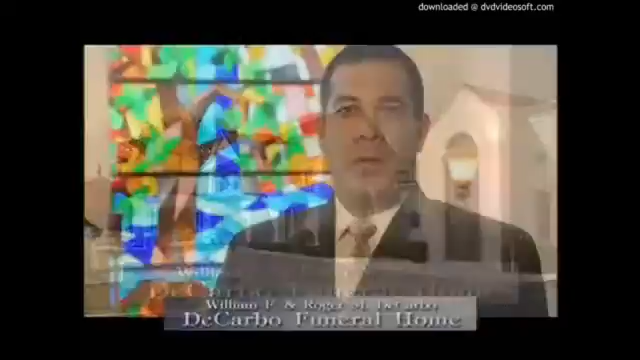 downloaded @ dvdvideosoft.com
William F. & Roger M. DeCarbo
DeCarbo Funeral Home